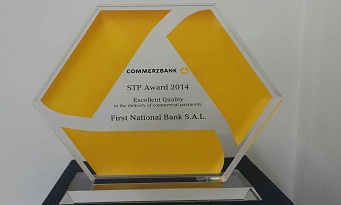 COMMERZBANK
STP Award 2014
Excellent Quality
in the delivery of commercial payments
First National Bank S.A.L.